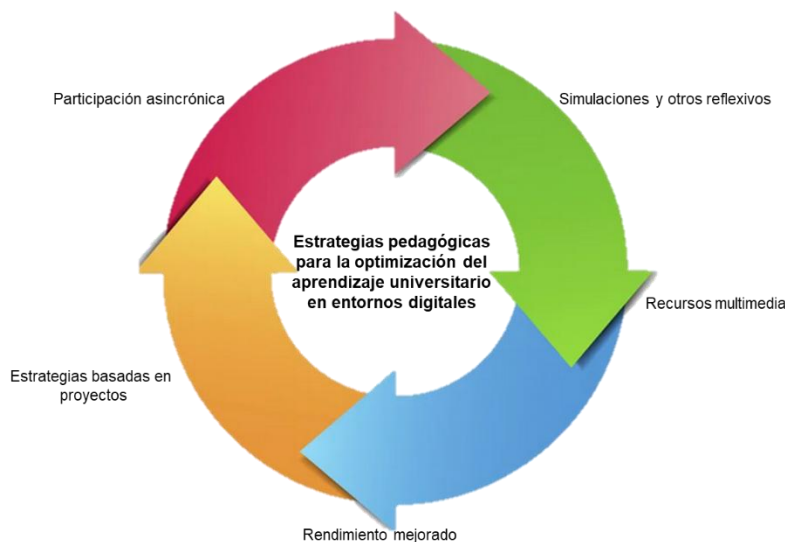 Participación asincrónica
Simulaciones y otros reflexivos
Estrategias pedagógicas
para la optimización del
aprendizaje universitario
en entornos digitales
Recursos multimedia
Estrategias basadas en
proyectos
Rendimiento mejorado